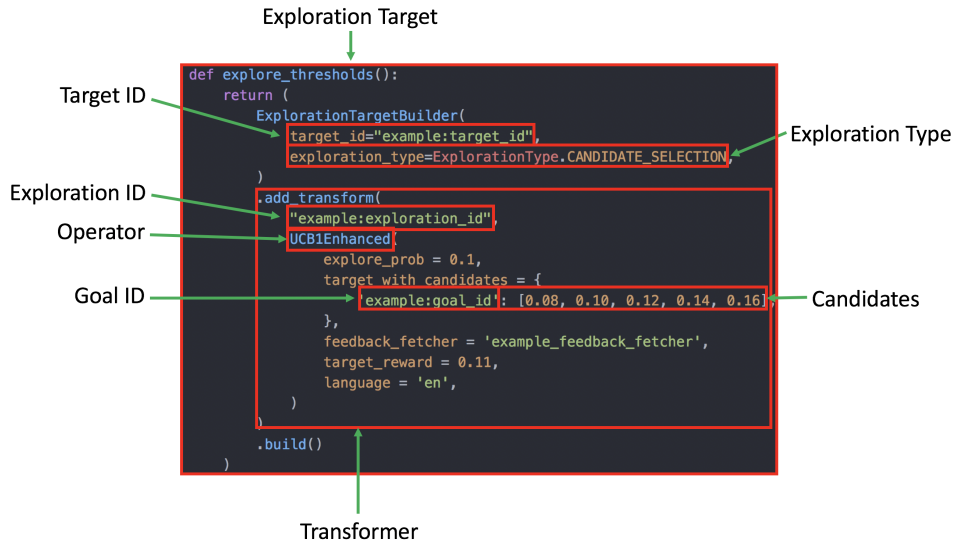 Exploration Target
def explore_thresholds():
Target ID
return (
ExplorationTargetBuilder(
target_id="example:target_id",
Exploration Type
exploration_type=ExplorationType.CANDIDATE_SELECTION,
)
Exploration ID
.add_transform(
"example:exploration_id",
Operator
UCB1Enhanced(
explore_prob = 0.1,
target_with_candidates = {
Goal ID
'example:goal_id': [0.08, 0.10, 0.12, 0.14, 0.16],
Candidates
},
feedback_fetcher = 'example_feedback_fetcher',
target_reward = 0.11,
language = 'en',
)
)
.build()
)
Transformer